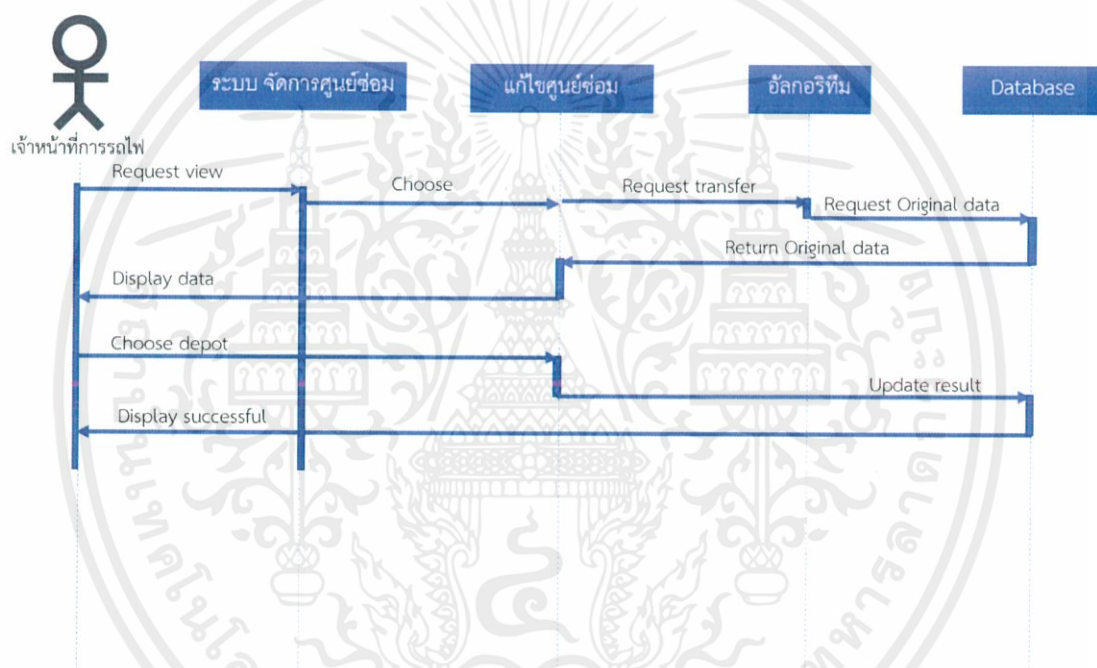 ระบบ จัดการศูนย์ซ่อม
แก้ไขศูนย์ซ่อม
อัลกอริทึม
Database
เจ้าหน้าที่การรถไฟ
Request view
Choose
Request transfer
Request Original data
Return Original data
Display data
Choose depot
Update result
Display successful